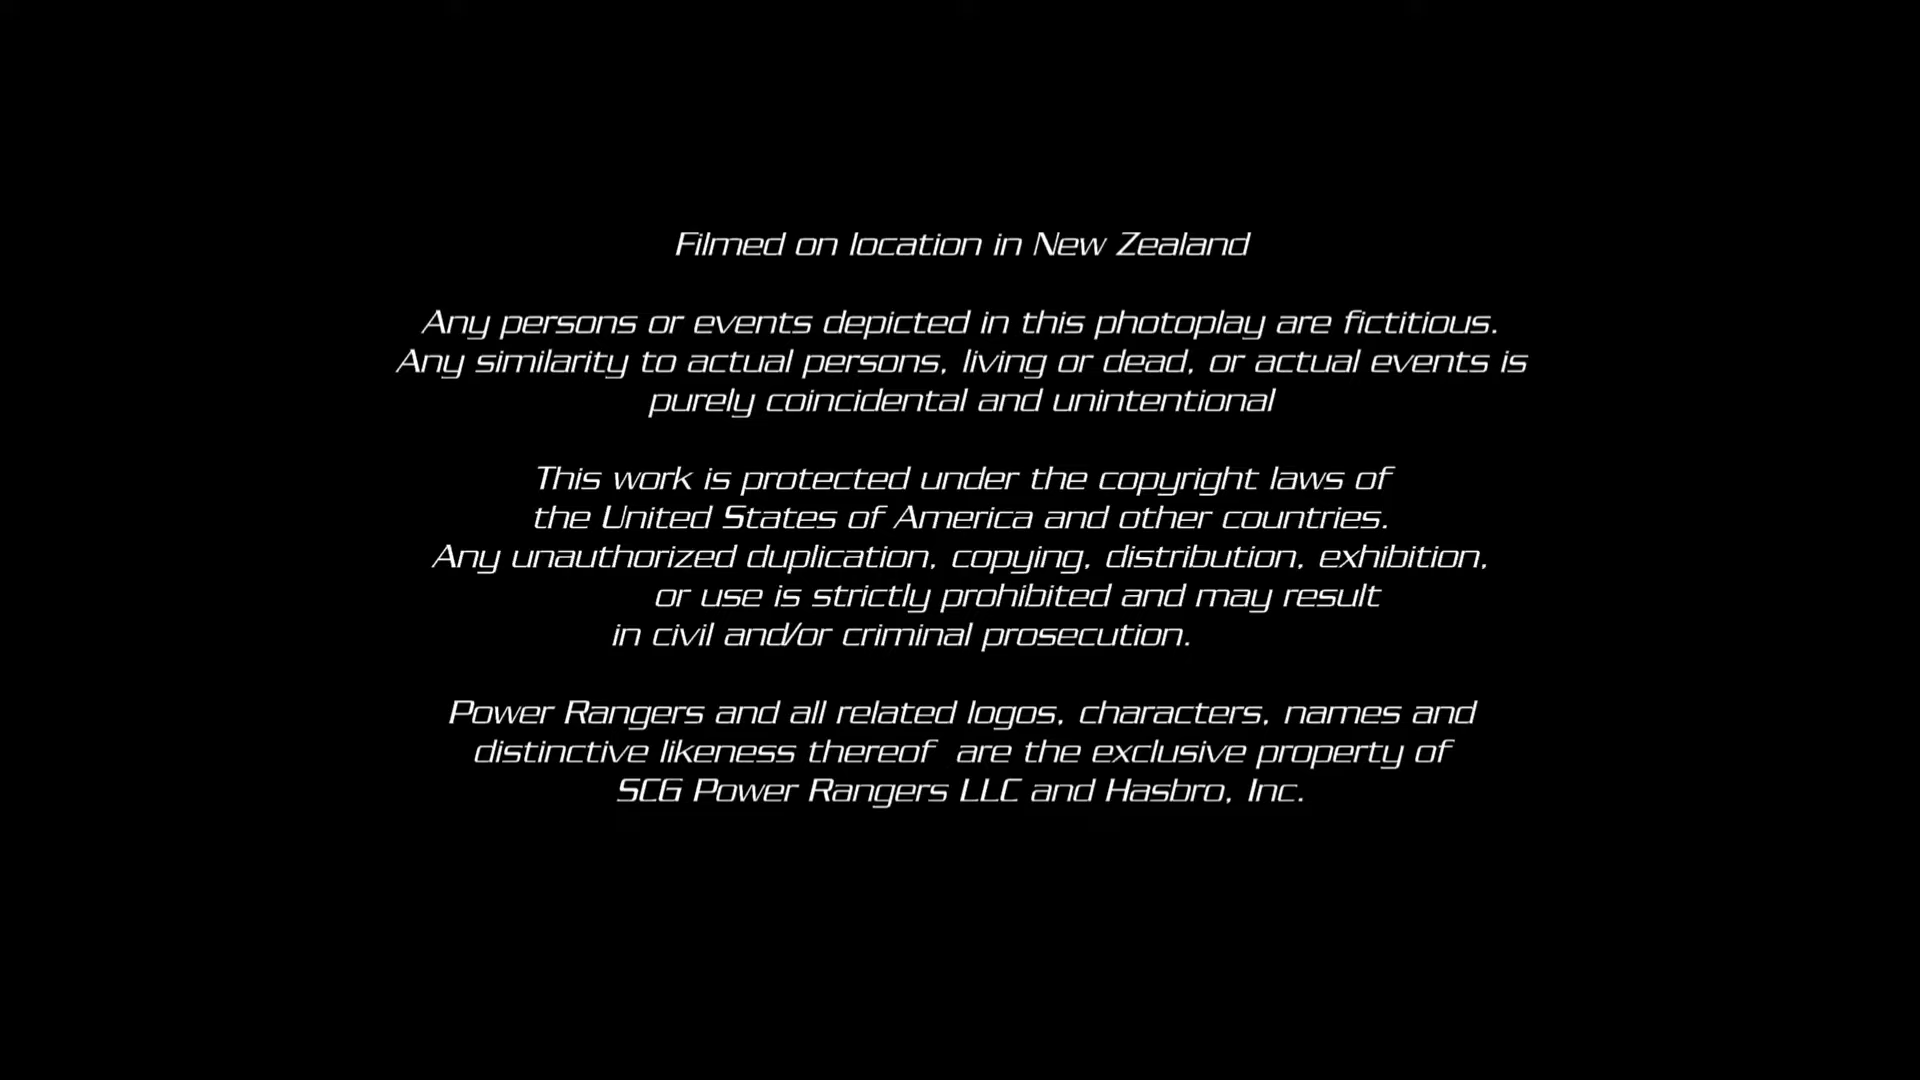 Filmed on location in New Zealand
Any persons or events depicted in this photoplay are fictitious.
Any similarity to actual persons, living or dead, or actual events is
purely coincidental and unintentional
This work is protected under the copyright laws of
the United States of America and other countries.
Any unauthorized duplication, copying, distribution, exhibition,
or use is strictly prohibited and may result
in civil and/or criminal prosecution.
Power Rangers and all related logos, characters, names and
distinctive likeness thereof are the exclusive property of
SCG Power Rangers LLC and Hasbro, Inc.